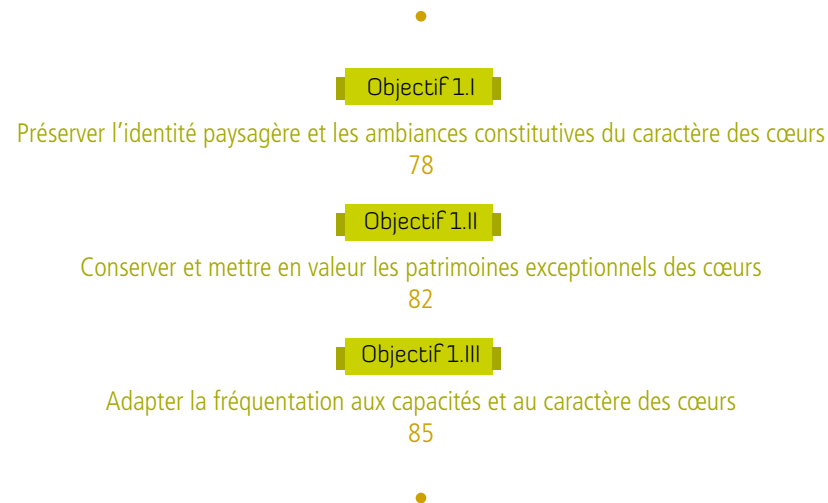 Objectif 1.I
Préserver l’identité paysagère et les ambiances constitutives du caractère des cœurs
78
Objectif 1.II
Conserver et mettre en valeur les patrimoines exceptionnels des cœurs
82
Objectif 1.III
Adapter la fréquentation aux capacités et au caractère des cœurs
85